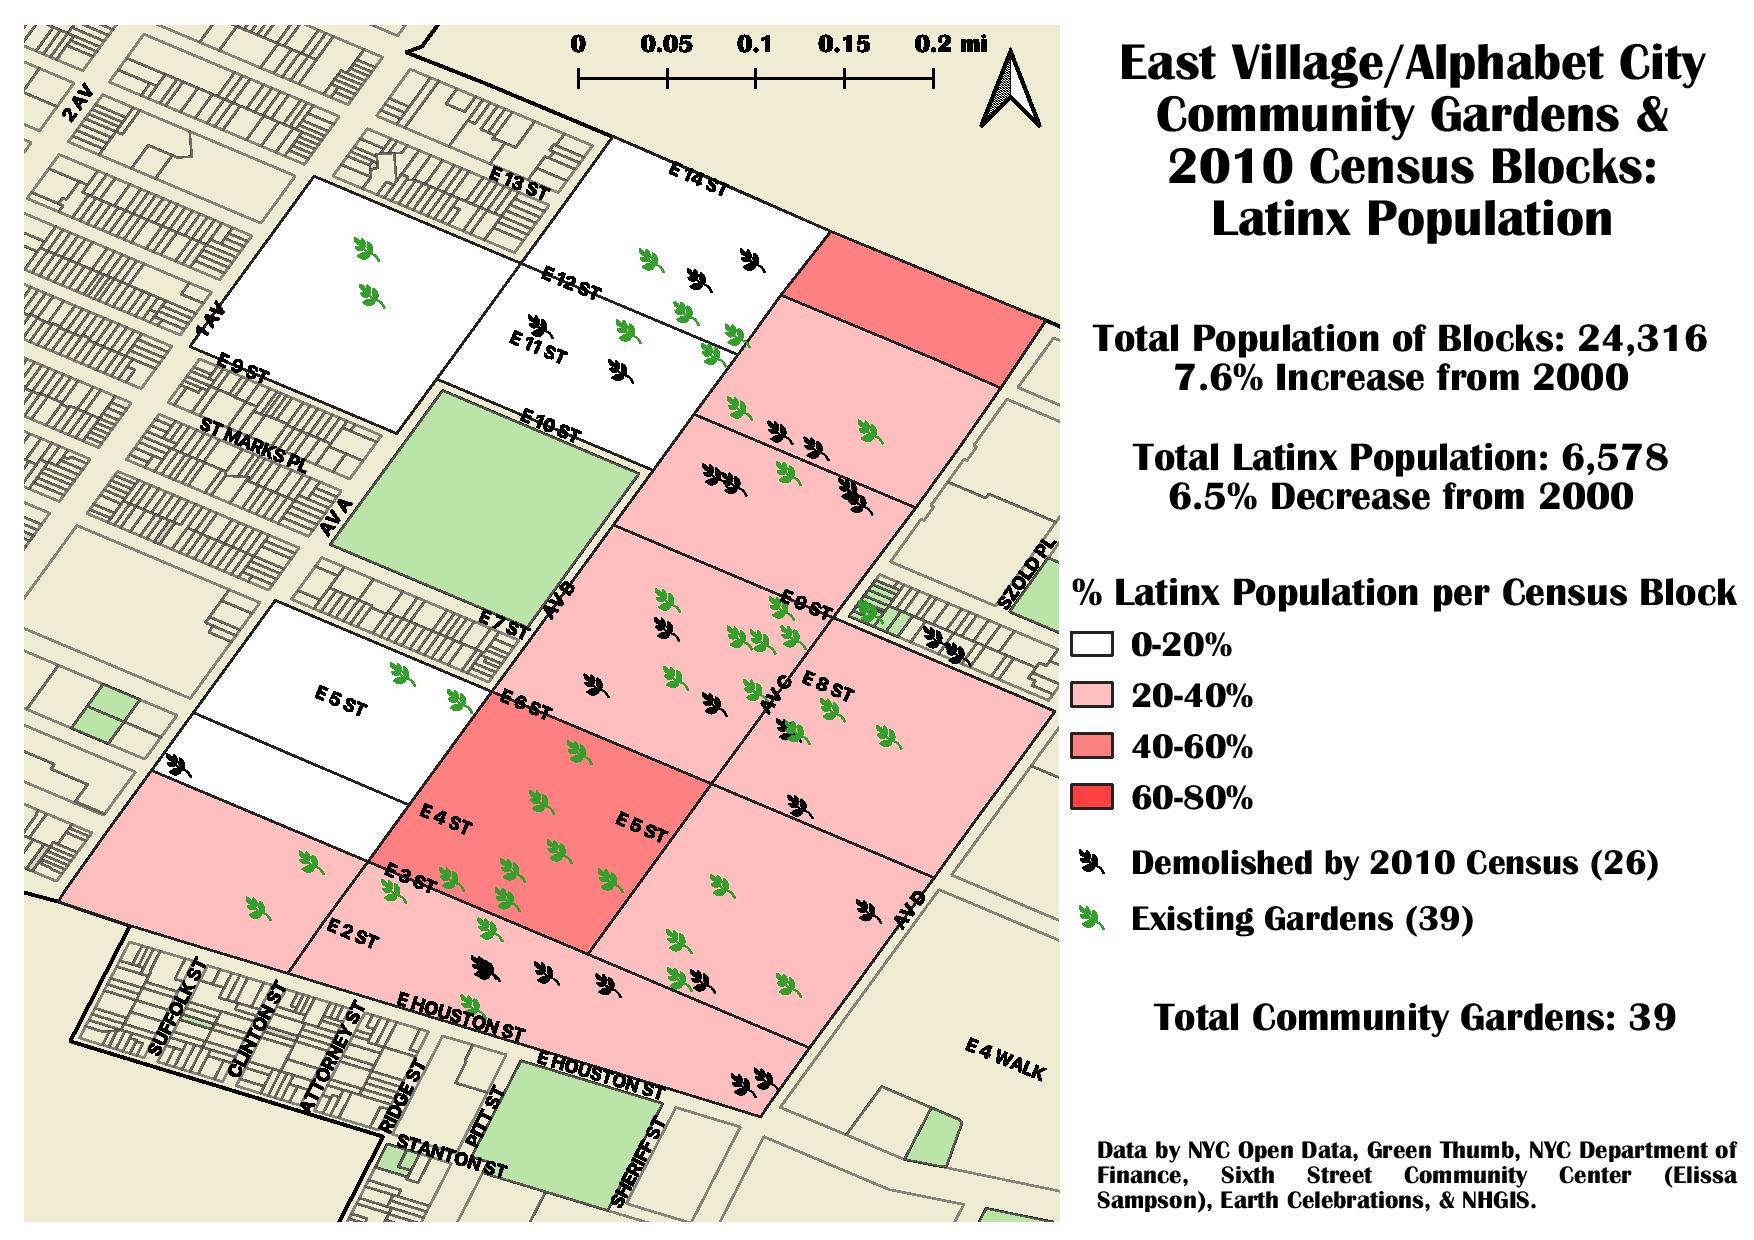 0 0.05 0.1 0.15 0.2 mi
2 AV
E 13 ST
E 14 ST
E 12 ST
1 AV
E 11 ST
E 9 ST
E 10 ST
ST MARKS PL
AV A
SZOLD PL
AV B
E 9 ST
E 7 ST
E 8 ST
AV C
E 5 ST
E 6 ST
E 4 ST
E 5 ST
E 3 ST
AV D
E 2 ST
SUFFOLK ST
CLINTON ST
ATTORNEY ST
E HOUSTON ST
E HOUSTON ST
E 4 WALK
RIDGE ST
PITT ST
STANTON ST
SHERIFF ST
East Village/Alphabet City
Community Gardens &
2010 Census Blocks:
Latinx Population
Total Population of Blocks: 24,316
7.6% Increase from 2000
Total Latinx Population: 6,578
6.5% Decrease from 2000
% Latinx Population per Census Block
0-20%
20-40%
40-60%
60-80%
Demolished by 2010 Census (26)
Existing Gardens (39)
Total Community Gardens: 39
Data by NYC Open Data, Green Thumb, NYC Department of
Finance, Sixth Street Community Center (Elissa
Sampson), Earth Celebrations, & NHGIS.